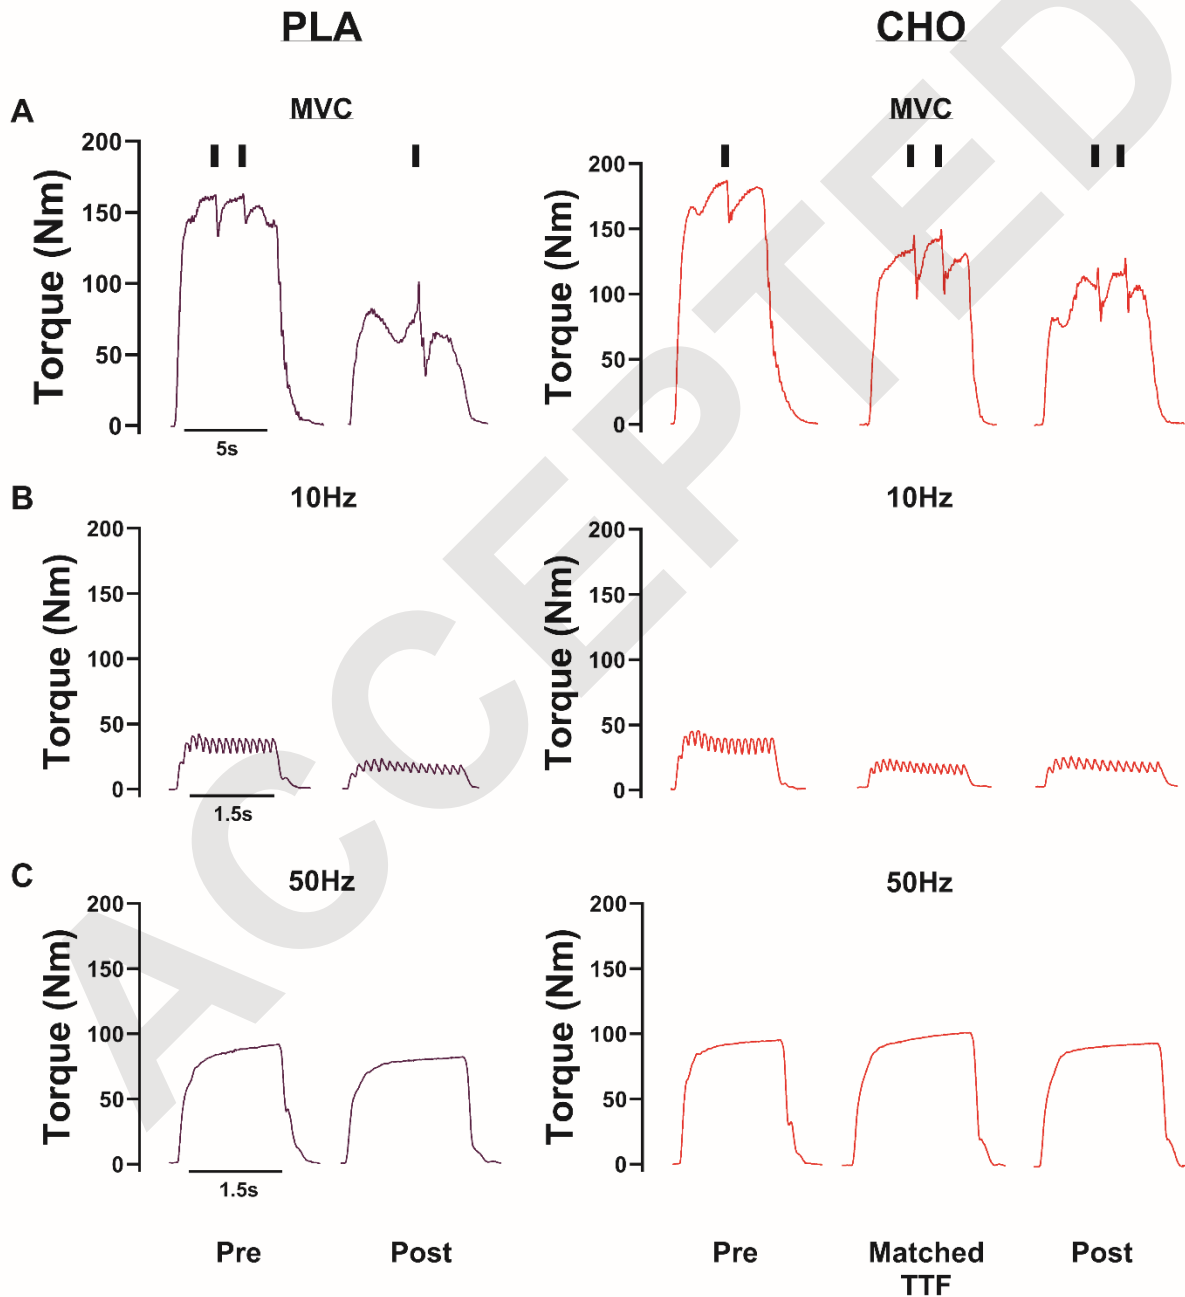 PLA CHO
A MVC MVC
Torque (Nm)
200
150
100
50
0
5s
Torque (Nm)
200
150
100
50
0
B 10Hz 10Hz
Torque (Nm)
200
150
100
50
0
1.5s
Torque (Nm)
200
150
100
50
0
C 50Hz 50Hz
Torque (Nm)
200
150
100
50
0
1.5s
Torque (Nm)
200
150
100
50
0
Pre Post Pre Matched Post
TTF
ACCEPTED